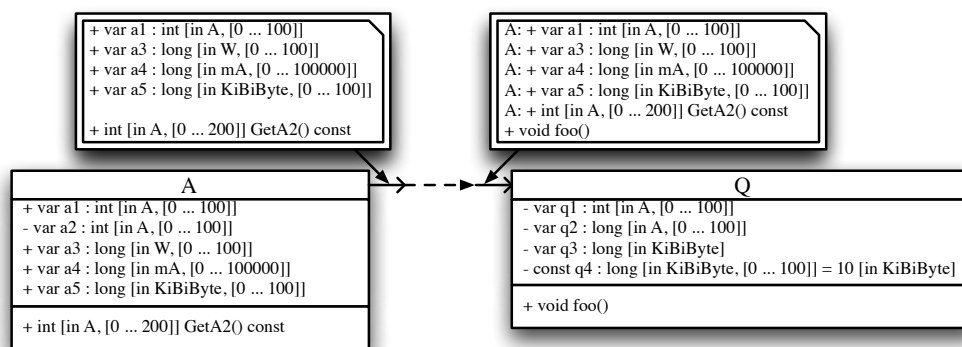 + var a1 : int [in A, [0 ... 100]]
+ var a3 : long [in W, [0 ... 100]]
+ var a4 : long [in mA, [0 ... 100000]]
+ var a5 : long [in KiBiByte, [0 ... 100]]
+ int [in A, [0 ... 200]] GetA2() const
A: + var a1 : int [in A, [0 ... 100]]
A: + var a3 : long [in W, [0 ... 100]]
A: + var a4 : long [in mA, [0 ... 100000]]
A: + var a5 : long [in KiBiByte, [0 ... 100]]
A: + int [in A, [0 ... 200]] GetA2() const
+ void foo()
A
+ var a1 : int [in A, [0 ... 100]]
- var a2 : int [in A, [0 ... 100]]
+ var a3 : long [in W, [0 ... 100]]
+ var a4 : long [in mA, [0 ... 100000]]
+ var a5 : long [in KiBiByte, [0 ... 100]]
+ int [in A, [0 ... 200]] GetA2() const
Q
- var q1 : int [in A, [0 ... 100]]
- var q2 : long [in A, [0 ... 100]]
- var q3 : long [in KiBiByte]
- const q4 : long [in KiBiByte, [0 ... 100]] = 10 [in KiBiByte]
+ void foo()